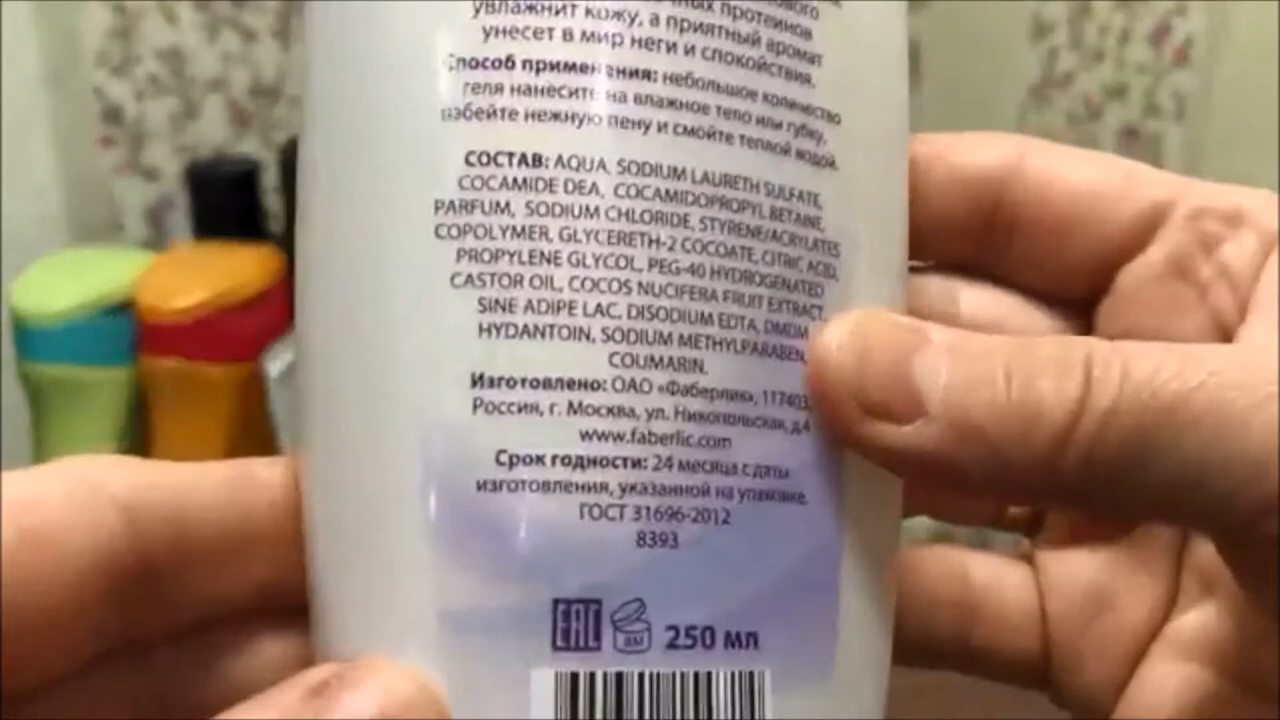 ных протеинов
увлажнит кожу, а приятный аромат
унесет в мир неги и спокойствия.
Способ применения: небольшое количество
геля нанесите на влажное тело или губку,
взбейте нежную пену и смойте теплой водой.
СОСТАВ: AQUA, SODIUM LAURETH SULFATE,
COCAMIDE DEA, COCAMIDOPROPYL BETAINE,
PARFUM, SODIUM CHLORIDE, STYRENE/ACRYLATES
COPOLYMER, GLYCERETH-2 COCOATE, CITRIC ACID,
PROPYLENE GLYCOL, PEG-40 HYDROGENATED
CASTOR OIL, COCOS NUCIFERA FRUIT EXTRACT,
SINE ADIPE LAC, DISODIUM EDTA, DMDM
HYDANTOIN, SODIUM METHYLPARABEN,
COUMARIN.
Изготовлено: ОАО «Фаберлик», 117403,
Россия, г. Москва, ул. Никопольская, д.4
www.faberlic.com
Срок годности: 24 месяца с даты
изготовления, указанной на упаковке.
ГОСТ 31696-2012
8393
EAC 250 мл